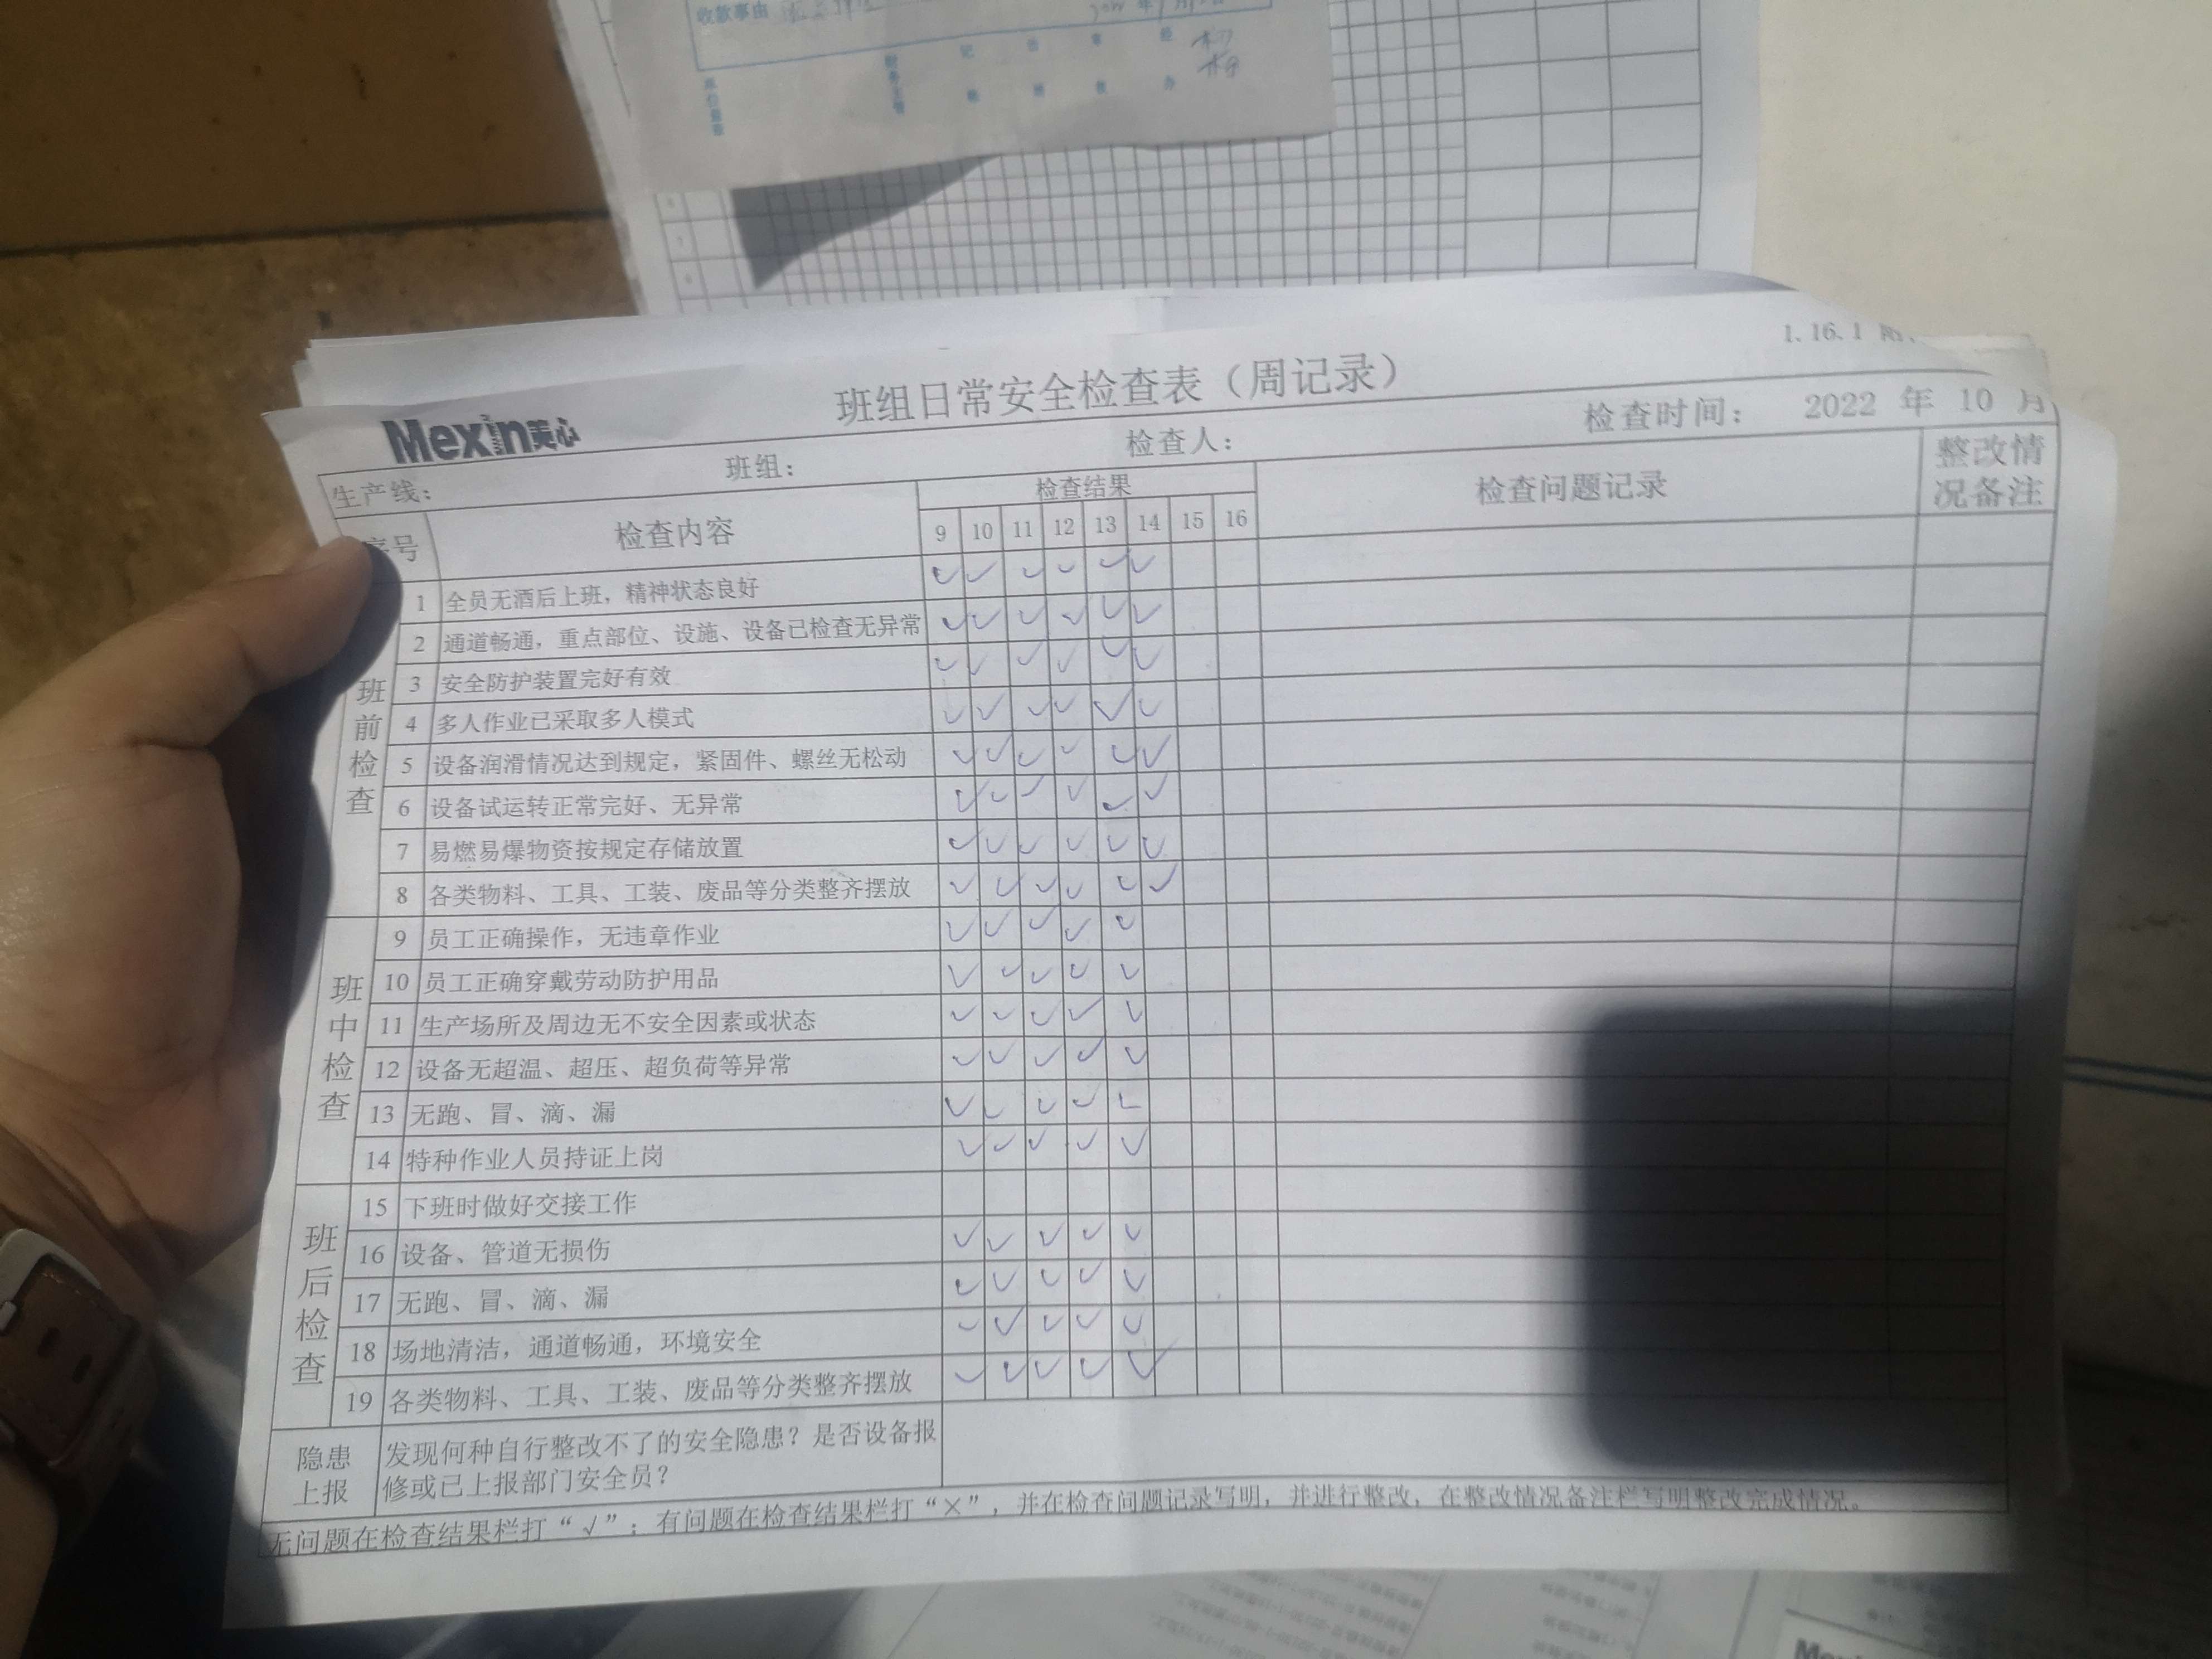 收款事由
1.16.1
班组日常安全检查表（周记录）
Mexin美心
生产线： 班组： 检查人： 检查时间： 2022 年 10 月
序号 检查内容 检查结果 检查问题记录 整改情况备注
9 10 11 12 13 14 15 16
班前检查
1 全员无酒后上班，精神状态良好 ✓ ✓ ✓ ✓ ✓ ✓
2 通道畅通，重点部位、设施、设备已检查无异常 ✓ ✓ ✓ ✓ ✓ ✓
3 安全防护装置完好有效 ✓ ✓ ✓ ✓ ✓ ✓
4 多人作业已采取多人模式 ✓ ✓ ✓ ✓ ✓ ✓
5 设备润滑情况达到规定，紧固件、螺丝无松动 ✓ ✓ ✓ ✓ ✓ ✓
6 设备试运转正常完好、无异常 ✓ ✓ ✓ ✓ ✓ ✓
7 易燃易爆物资按规定存储放置 ✓ ✓ ✓ ✓ ✓ ✓
8 各类物料、工具、工装、废品等分类整齐摆放 ✓ ✓ ✓ ✓ ✓ ✓
班中检查
9 员工正确操作，无违章作业 ✓ ✓ ✓ ✓ ✓
10 员工正确穿戴劳动防护用品 ✓ ✓ ✓ ✓ ✓
11 生产场所及周边无不安全因素或状态 ✓ ✓ ✓ ✓ ✓
12 设备无超温、超压、超负荷等异常 ✓ ✓ ✓ ✓ ✓
13 无跑、冒、滴、漏 ✓ ✓ ✓ ✓ ✓
14 特种作业人员持证上岗 ✓ ✓ ✓ ✓ ✓
班后检查
15 下班时做好交接工作
16 设备、管道无损伤 ✓ ✓ ✓ ✓ ✓
17 无跑、冒、滴、漏 ✓ ✓ ✓ ✓ ✓
18 场地清洁，通道畅通，环境安全 ✓ ✓ ✓ ✓ ✓
19 各类物料、工具、工装、废品等分类整齐摆放 ✓ ✓ ✓ ✓ ✓
隐患上报 发现何种自行整改不了的安全隐患？是否设备报
修或已上报部门安全员？
无问题在检查结果栏打“√”；有问题在检查结果栏打“×”，并在检查问题记录写明，并进行整改，在整改情况备注栏写明整改完成情况。